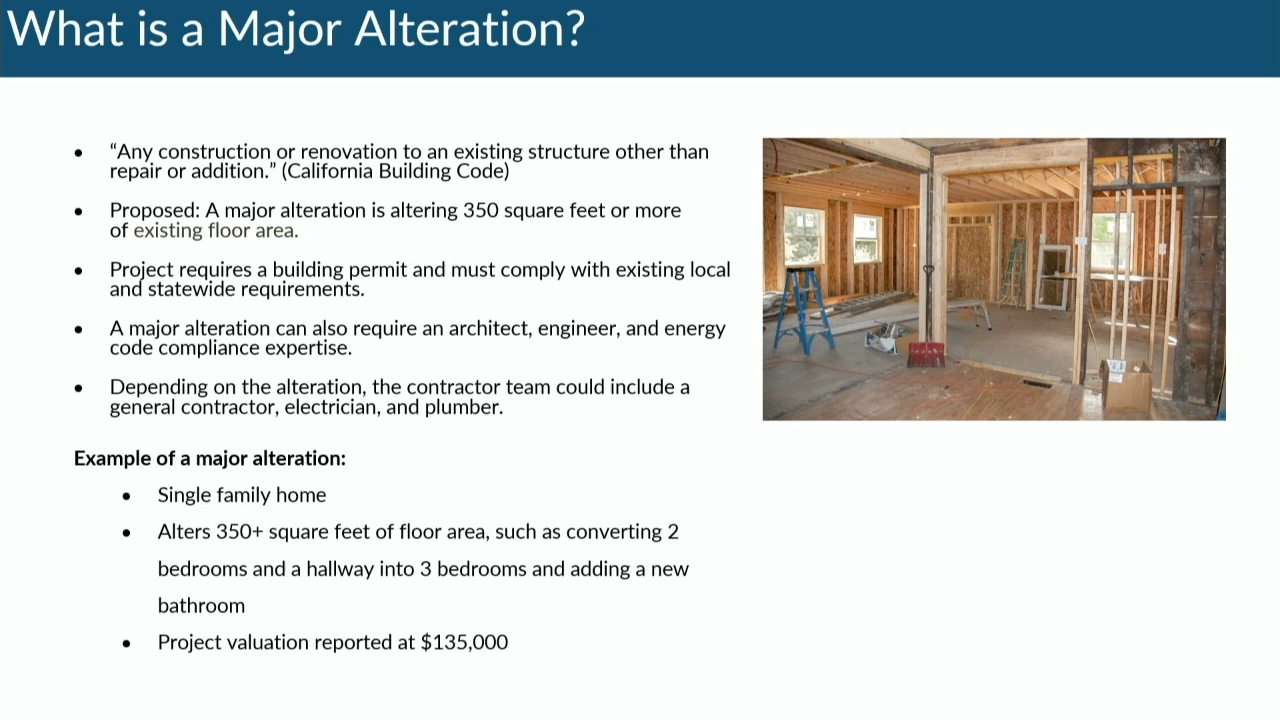 What is a Major Alteration?
• “Any construction or renovation to an existing structure other than
repair or addition.” (California Building Code)
• Proposed: A major alteration is altering 350 square feet or more
of existing floor area.
• Project requires a building permit and must comply with existing local
and statewide requirements.
• A major alteration can also require an architect, engineer, and energy
code compliance expertise.
• Depending on the alteration, the contractor team could include a
general contractor, electrician, and plumber.
Example of a major alteration:
• Single family home
• Alters 350+ square feet of floor area, such as converting 2
bedrooms and a hallway into 3 bedrooms and adding a new
bathroom
• Project valuation reported at $135,000